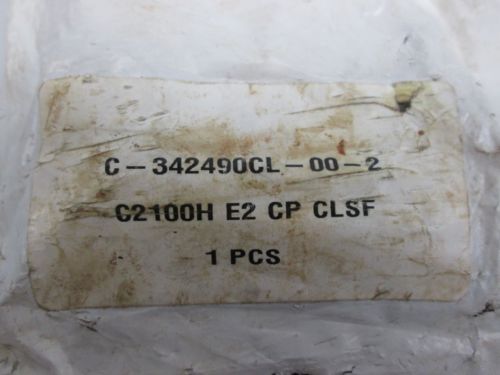 C-342490CL-00-2
C2100H E2 CP CLSF
1 PCS